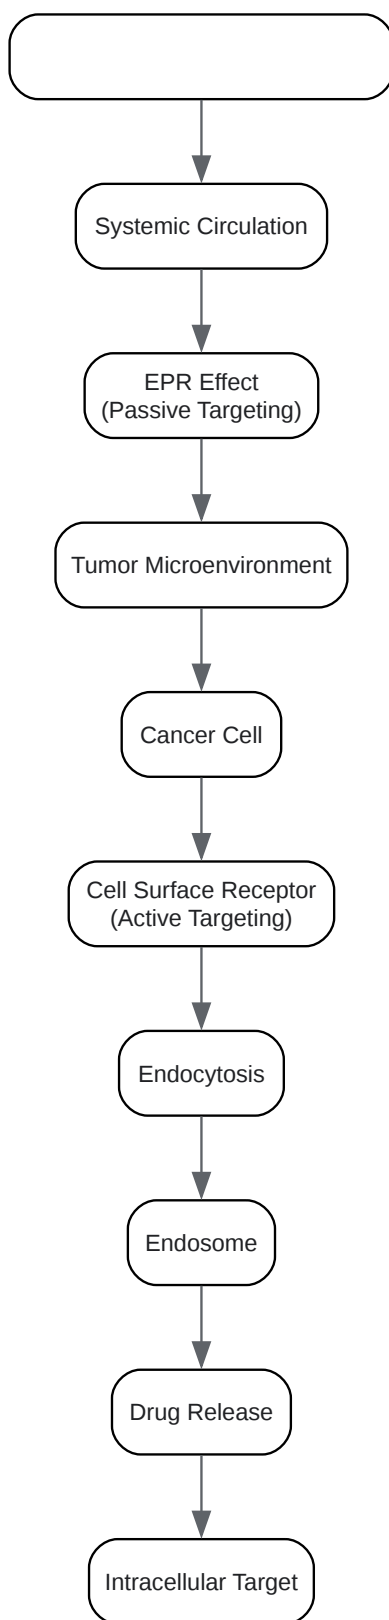 Systemic Circulation
EPR Effect
(Passive Targeting)
Tumor Microenvironment
Cancer Cell
Cell Surface Receptor
(Active Targeting)
Endocytosis
Endosome
Drug Release
Intracellular Target